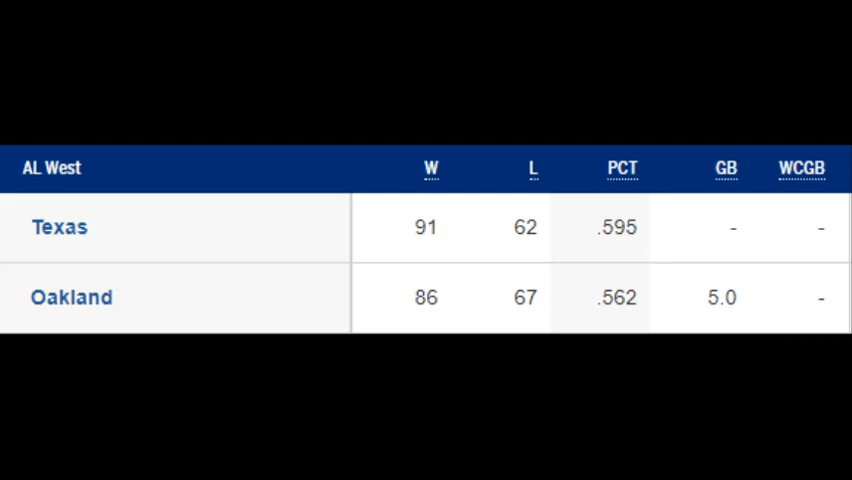 AL West W L PCT GB WCGB
Texas 91 62 .595 - -
Oakland 86 67 .562 5.0 -